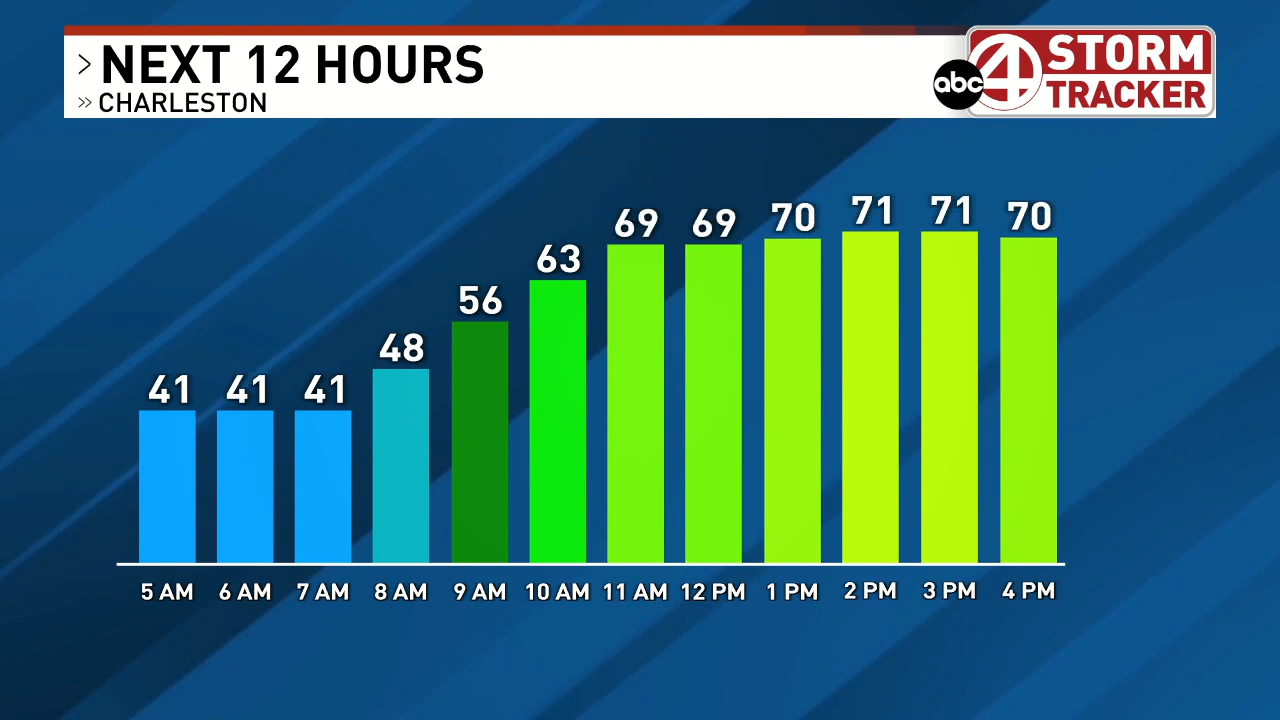 > NEXT 12 HOURS
» CHARLESTON
abc 4 STORM
TRACKER
41 41 41 48 56 63 69 69 70 71 71 70
5 AM 6 AM 7 AM 8 AM 9 AM 10 AM 11 AM 12 PM 1 PM 2 PM 3 PM 4 PM